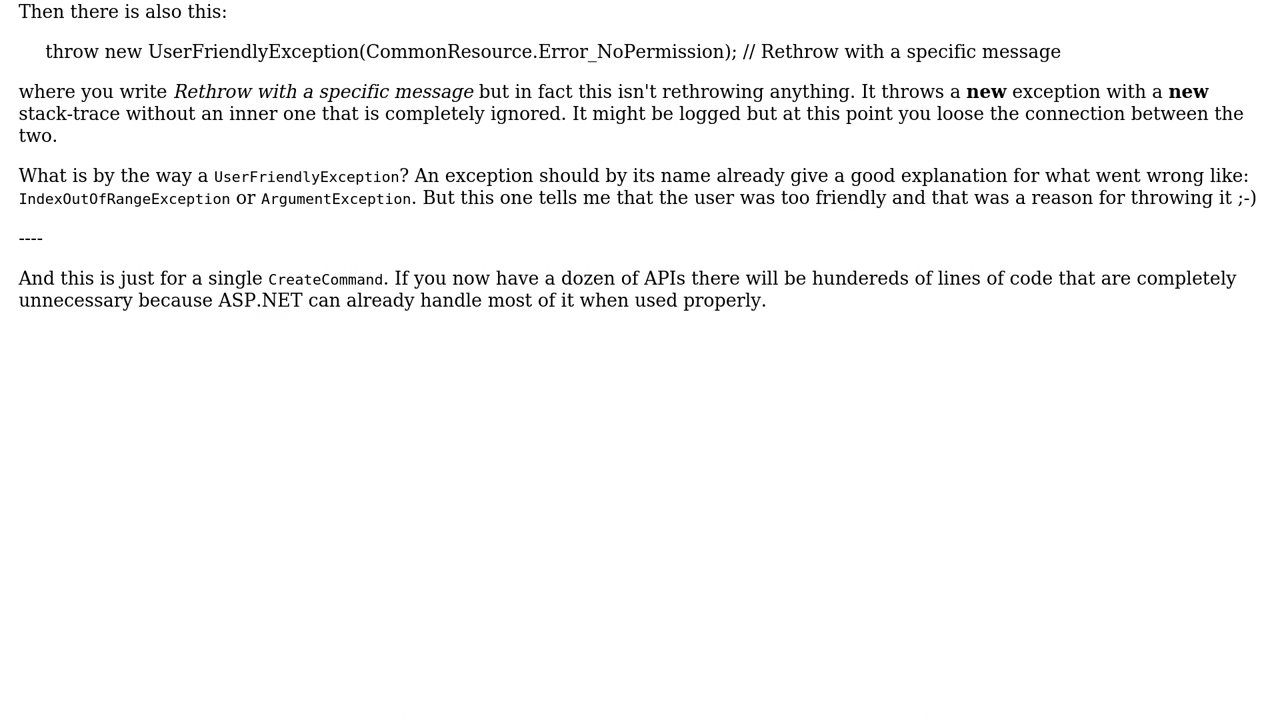 Then there is also this:
throw new UserFriendlyException(CommonResource.Error_NoPermission); // Rethrow with a specific message
where you write Rethrow with a specific message but in fact this isn't rethrowing anything. It throws a new exception with a new
stack-trace without an inner one that is completely ignored. It might be logged but at this point you loose the connection between the
two.
What is by the way a UserFriendlyException? An exception should by its name already give a good explanation for what went wrong like:
IndexOutOfRangeException or ArgumentException. But this one tells me that the user was too friendly and that was a reason for throwing it ;-)
----
And this is just for a single CreateCommand. If you now have a dozen of APIs there will be hundereds of lines of code that are completely
unnecessary because ASP.NET can already handle most of it when used properly.